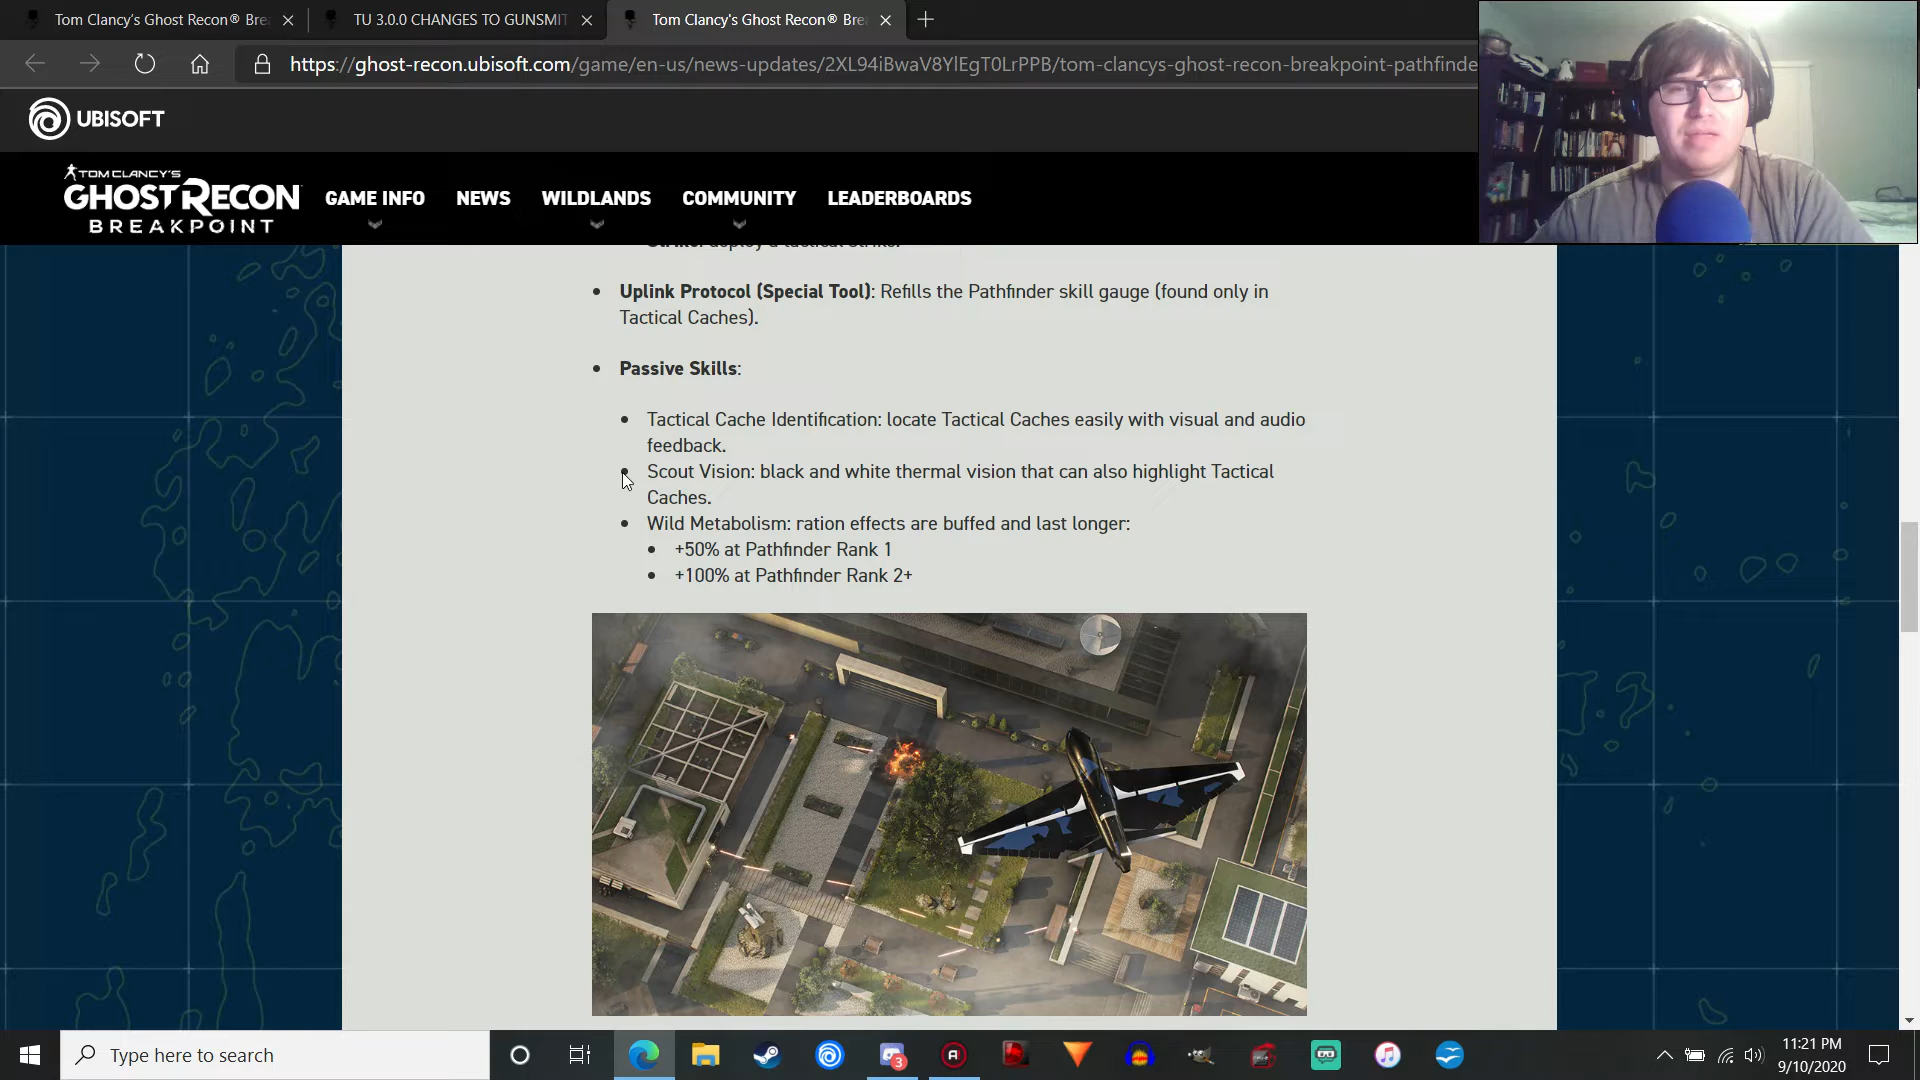 Tom Clancy's Ghost Recon® Bre
TU 3.0.0 CHANGES TO GUNSMIT
Tom Clancy's Ghost Recon® Bre
https://ghost-recon.ubisoft.com/game/en-us/news-updates/2XL94iBwaV8YlEgT0LrPPB/tom-clancys-ghost-recon-breakpoint-pathfinde
UBISOFT
TOM CLANCY'S
GHOST RECON
BREAKPOINT
GAME INFO
NEWS
WILDLANDS
COMMUNITY
LEADERBOARDS
Strike: deploy a tactical strike.
• Uplink Protocol (Special Tool): Refills the Pathfinder skill gauge (found only in
Tactical Caches).
• Passive Skills:
• Tactical Cache Identification: locate Tactical Caches easily with visual and audio
feedback.
• Scout Vision: black and white thermal vision that can also highlight Tactical
Caches.
• Wild Metabolism: ration effects are buffed and last longer:
• +50% at Pathfinder Rank 1
• +100% at Pathfinder Rank 2+
Type here to search
3
11:21 PM
9/10/2020